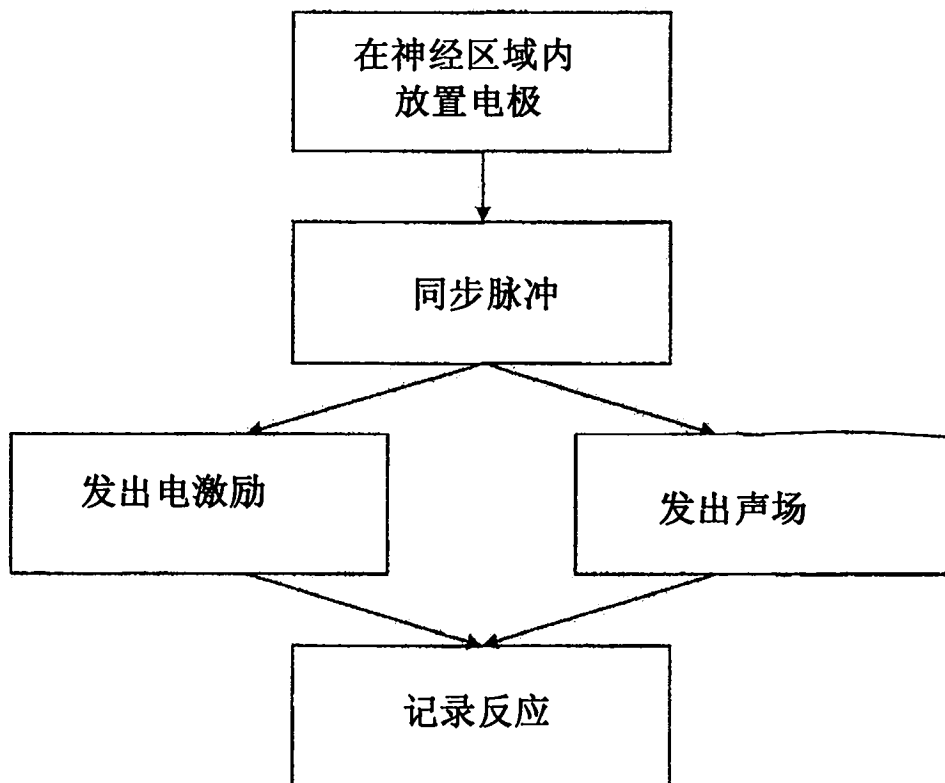 在神经区域内
放置电极
同步脉冲
发出电激励
发出声场
记录反应